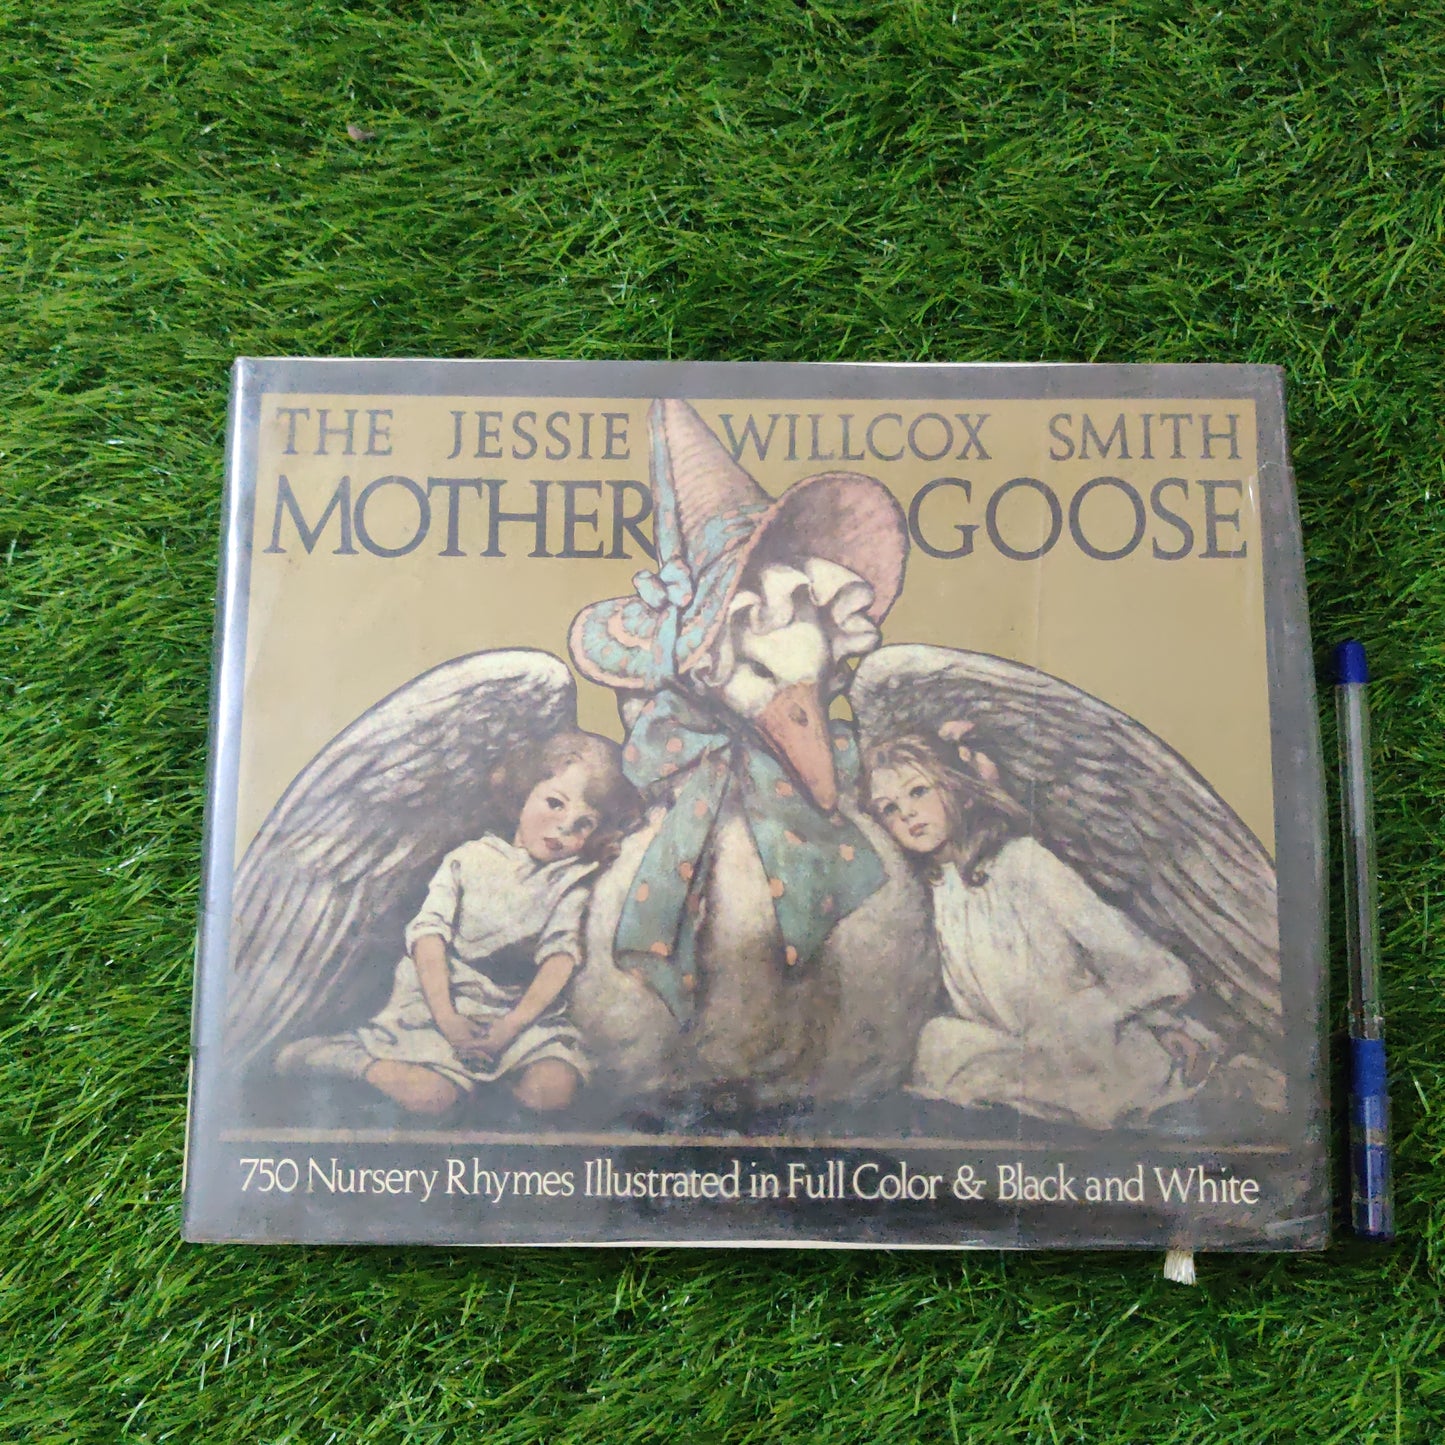 THE JESSIE WILLCOX SMITH
MOTHER GOOSE
750 Nursery Rhymes Illustrated in Full Color & Black and White